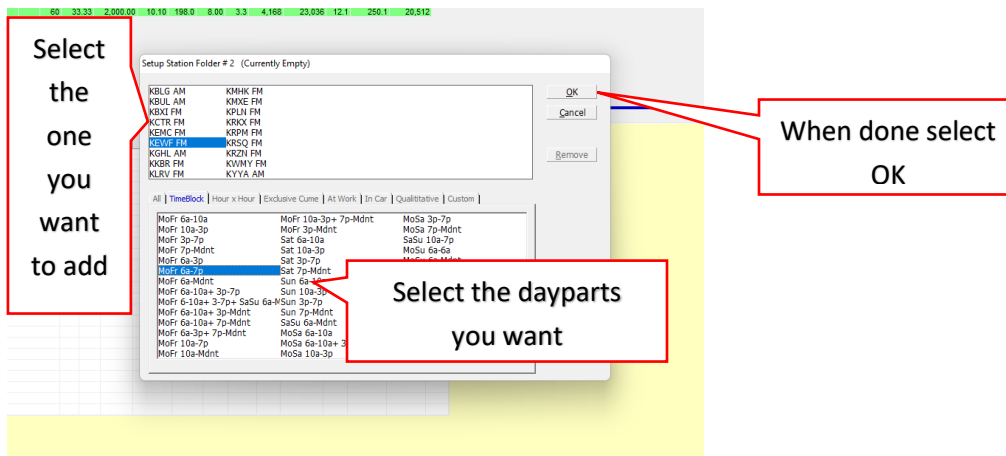 60 33.33 2,000.00 10.10 198.0 8.00 3.3 4,168 23,036 12.1 250.1 20,512
Select
the
one
you
want
to add
Setup Station Folder # 2 (Currently Empty)
KBLG AM KMHK FM
KBUL AM KMXE FM
KBXI FM KPLN FM
KCTR FM KRKX FM
KEMC FM KRPM FM
KEWF FM KRSQ FM
KGHL AM KRZN FM
KKBR FM KWMY FM
KLRV FM KYYA AM
OK
Cancel
Remove
When done select
OK
All TimeBlock Hour x Hour Exclusive Cume At Work In Car Qualititative Custom
MoFr 6a-10a MoFr 10a-3p+ 7p-Mdnt MoSa 3p-7p
MoFr 10a-3p MoFr 3p-Mdnt MoSa 7p-Mdnt
MoFr 3p-7p Sat 6a-10a SaSu 10a-7p
MoFr 7p-Mdnt Sat 10a-3p MoSu 6a-6a
MoFr 6a-3p Sat 3p-7p MoSu 6a-Mdnt
MoFr 6a-7p Sat 7p-Mdnt
MoFr 6a-Mdnt Sun 6a-10
MoFr 6a-10a+ 3p-7p Sun 10a-3p
MoFr 6-10a+ 3-7p+ SaSu 6a-M Sun 3p-7p
MoFr 6a-10a+ 3p-Mdnt Sun 7p-Mdnt
MoFr 6a-10a+ 7p-Mdnt SaSu 6a-Mdnt
MoFr 6a-3p+ 7p-Mdnt MoSa 6a-10a
MoFr 10a-7p MoSa 6a-10a+ 3
MoFr 10a-Mdnt MoSa 10a-3p
Select the dayparts
you want